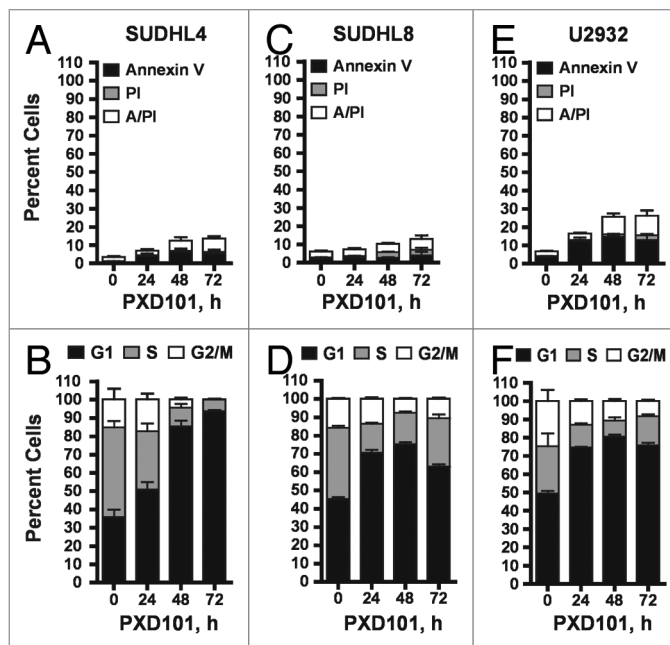 A SUDHL4
110
100
90
80
70
60
50
40
30
20
10
0
Percent Cells
Annexin V
PI
A/PI
0 24 48 72
PXD101, h
C SUDHL8
110
100
90
80
70
60
50
40
30
20
10
0
Annexin V
PI
A/PI
0 24 48 72
PXD101, h
E U2932
110
100
90
80
70
60
50
40
30
20
10
0
Annexin V
PI
A/PI
0 24 48 72
PXD101, h
B G1 S G2/M
110
100
90
80
70
60
50
40
30
20
10
0
Percent Cells
0 24 48 72
PXD101, h
D G1 S G2/M
110
100
90
80
70
60
50
40
30
20
10
0
0 24 48 72
PXD101, h
F G1 S G2/M
110
100
90
80
70
60
50
40
30
20
10
0
0 24 48 72
PXD101, h